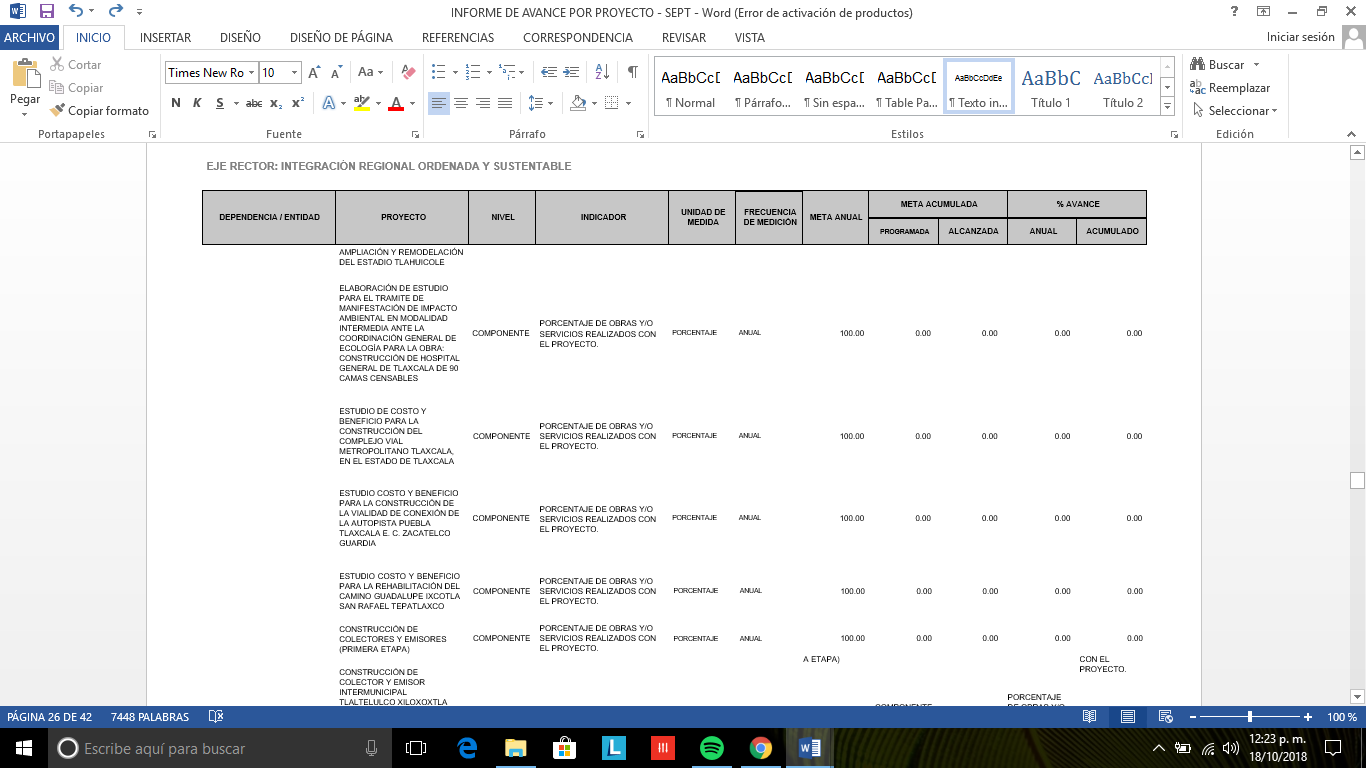 INFORME DE AVANCE POR PROYECTO - SEPT - Word (Error de activación de productos)
ARCHIVO INICIO INSERTAR DISEÑO DISEÑO DE PÁGINA REFERENCIAS CORRESPONDENCIA REVISAR VISTA Iniciar sesión
Pegar
Cortar
Copiar
Copiar formato
Portapapeles
Times New Ro 10
Fuente
Párrafo
AaBbCcI AaBbCcD AaBbCcD AaBbCcD AaBbCcDdEe AaBbC AaBbCcI
¶ Normal ¶ Párrafo... ¶ Sin espa... ¶ Table Pa... ¶ Texto in... Título 1 Título 2
Estilos
Buscar
Reemplazar
Seleccionar
Edición
EJE RECTOR: INTEGRACIÓN REGIONAL ORDENADA Y SUSTENTABLE
DEPENDENCIA / ENTIDAD PROYECTO NIVEL INDICADOR UNIDAD DE MEDIDA FRECUENCIA DE MEDICIÓN META ANUAL META ACUMULADA % AVANCE
PROGRAMADA ALCANZADA ANUAL ACUMULADO
AMPLIACIÓN Y REMODELACIÓN
DEL ESTADIO TLAHUICOLE
ELABORACIÓN DE ESTUDIO
PARA EL TRAMITE DE
MANIFESTACIÓN DE IMPACTO
AMBIENTAL EN MODALIDAD
INTERMEDIA ANTE LA
COORDINACIÓN GENERAL DE
ECOLOGÍA PARA LA OBRA:
CONSTRUCCIÓN DE HOSPITAL
GENERAL DE TLAXCALA DE 90
CAMAS CENSABLES
COMPONENTE
PORCENTAJE DE OBRAS Y/O
SERVICIOS REALIZADOS CON
EL PROYECTO.
PORCENTAJE ANUAL 100.00 0.00 0.00 0.00 0.00
ESTUDIO DE COSTO Y
BENEFICIO PARA LA
CONSTRUCCIÓN DEL
COMPLEJO VIAL
METROPOLITANO TLAXCALA,
EN EL ESTADO DE TLAXCALA
COMPONENTE
PORCENTAJE DE OBRAS Y/O
SERVICIOS REALIZADOS CON
EL PROYECTO.
PORCENTAJE ANUAL 100.00 0.00 0.00 0.00 0.00
ESTUDIO COSTO Y BENEFICIO
PARA LA CONSTRUCCIÓN DE
LA VIALIDAD DE CONEXIÓN DE
LA AUTOPISTA PUEBLA
TLAXCALA E. C. ZACATELCO
GUARDIA
COMPONENTE
PORCENTAJE DE OBRAS Y/O
SERVICIOS REALIZADOS CON
EL PROYECTO.
PORCENTAJE ANUAL 100.00 0.00 0.00 0.00 0.00
ESTUDIO COSTO Y BENEFICIO
PARA LA REHABILITACIÓN DEL
CAMINO GUADALUPE IXCOTLA
SAN RAFAEL TEPATLAXCO
COMPONENTE
PORCENTAJE DE OBRAS Y/O
SERVICIOS REALIZADOS CON
EL PROYECTO.
PORCENTAJE ANUAL 100.00 0.00 0.00 0.00 0.00
CONSTRUCCIÓN DE
COLECTORES Y EMISORES
(PRIMERA ETAPA)
COMPONENTE
PORCENTAJE DE OBRAS Y/O
SERVICIOS REALIZADOS CON
EL PROYECTO.
PORCENTAJE ANUAL 100.00 0.00 0.00 0.00 0.00
A ETAPA)
CON EL
PROYECTO.
CONSTRUCCIÓN DE
COLECTOR Y EMISOR
INTERMUNICIPAL
TLALTELULCO XILOXOXTLA
PORCENTAJE
PÁGINA 26 DE 42 7448 PALABRAS 100 %
Escribe aquí para buscar
12:23 p. m.
18/10/2018